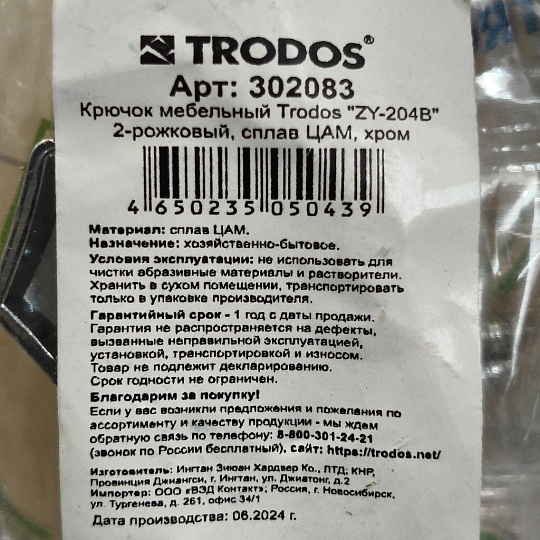 TRODOS®
Арт: 302083
Крючок мебельный Trodos "ZY-204B"
2-рожковый, сплав ЦАМ, хром
4 650235 050439
Материал: сплав ЦАМ.
Назначение: хозяйственно-бытовое.
Условия эксплуатации: не использовать для
чистки абразивные материалы и растворители.
Хранить в сухом помещении, транспортировать
только в упаковке производителя.
Гарантийный срок - 1 год с даты продажи.
Гарантия не распространяется на дефекты,
вызванные неправильной эксплуатацией,
установкой, транспортировкой и износом.
Товар не подлежит декларированию.
Срок годности не ограничен.
Благодарим за покупку!
Если у вас возникли предложения и пожелания по
ассортименту и качеству продукции - мы ждем
обратную связь по телефону: 8-800-301-24-21
(звонок по России бесплатный), сайт: https://trodos.net/
Изготовитель: Ингтан Зиюан Хардвер Ко., ЛТД; КНР,
Провинция Джиангси, г. Ингтан, ул. Джиатонг, д.2
Импортер: ООО «ВЭД Контакт»; Россия, г. Новосибирск,
ул. Тургенева, д. 261, офис 34/1
Дата производства: 06.2024 г.